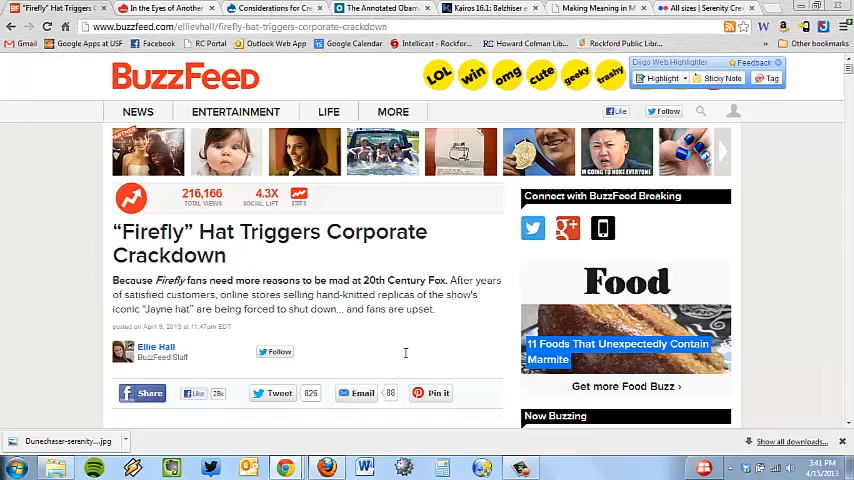 "Firefly" Hat Triggers C
In the Eyes of Another
Considerations for Cre
The Annotated Obam
Kairos 16.1: Balzhiser e
Making Meaning in M
All sizes | Serenity Cre
www.buzzfeed.com/ellievhall/firefly-hat-triggers-corporate-crackdown
Gmail
Google Apps at USF
Facebook
RC Portal
Outlook Web App
Google Calendar
Intellicast - Rockfor...
RC Howard Colman Lib...
Rockford Public Librar...
Other bookmarks
BuzzFeed
LOL
win
omg
cute
geeky
trashy
Diigo Web Highlighter
Feedback
Highlight
Sticky Note
Tag
NEWS
ENTERTAINMENT
LIFE
MORE
Like
Follow
PARTNER
I'M GOING TO NUKE EVERYONE
216,166
TOTAL VIEWS
4.3X
SOCIAL LIFT
STATS
Connect with BuzzFeed Breaking
"Firefly" Hat Triggers Corporate
Crackdown
Because Firefly fans need more reasons to be mad at 20th Century Fox. After years
of satisfied customers, online stores selling hand-knitted replicas of the show's
iconic "Jayne hat" are being forced to shut down... and fans are upset.
posted on April 9, 2013 at 11:47pm EDT
Ellie Hall
BuzzFeed Staff
Follow
Food
11 Foods That Unexpectedly Contain
Marmite
Get more Food Buzz ›
Share
Like
28k
Tweet
826
Email
88
Pin it
Now Buzzing
Dunechaser-serenity....jpg
Show all downloads...
3:41 PM
4/15/2013